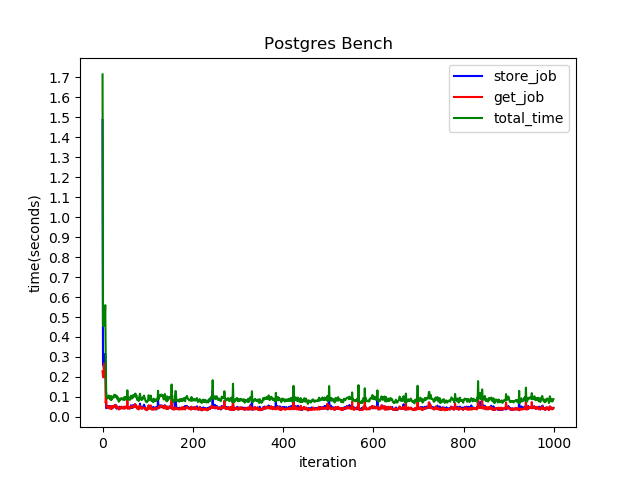 Postgres Bench
store_job
get_job
total_time
time(seconds)
1.7
1.6
1.5
1.4
1.3
1.2
1.1
1.0
0.9
0.8
0.7
0.6
0.5
0.4
0.3
0.2
0.1
0.0
0 200 400 600 800 1000
iteration